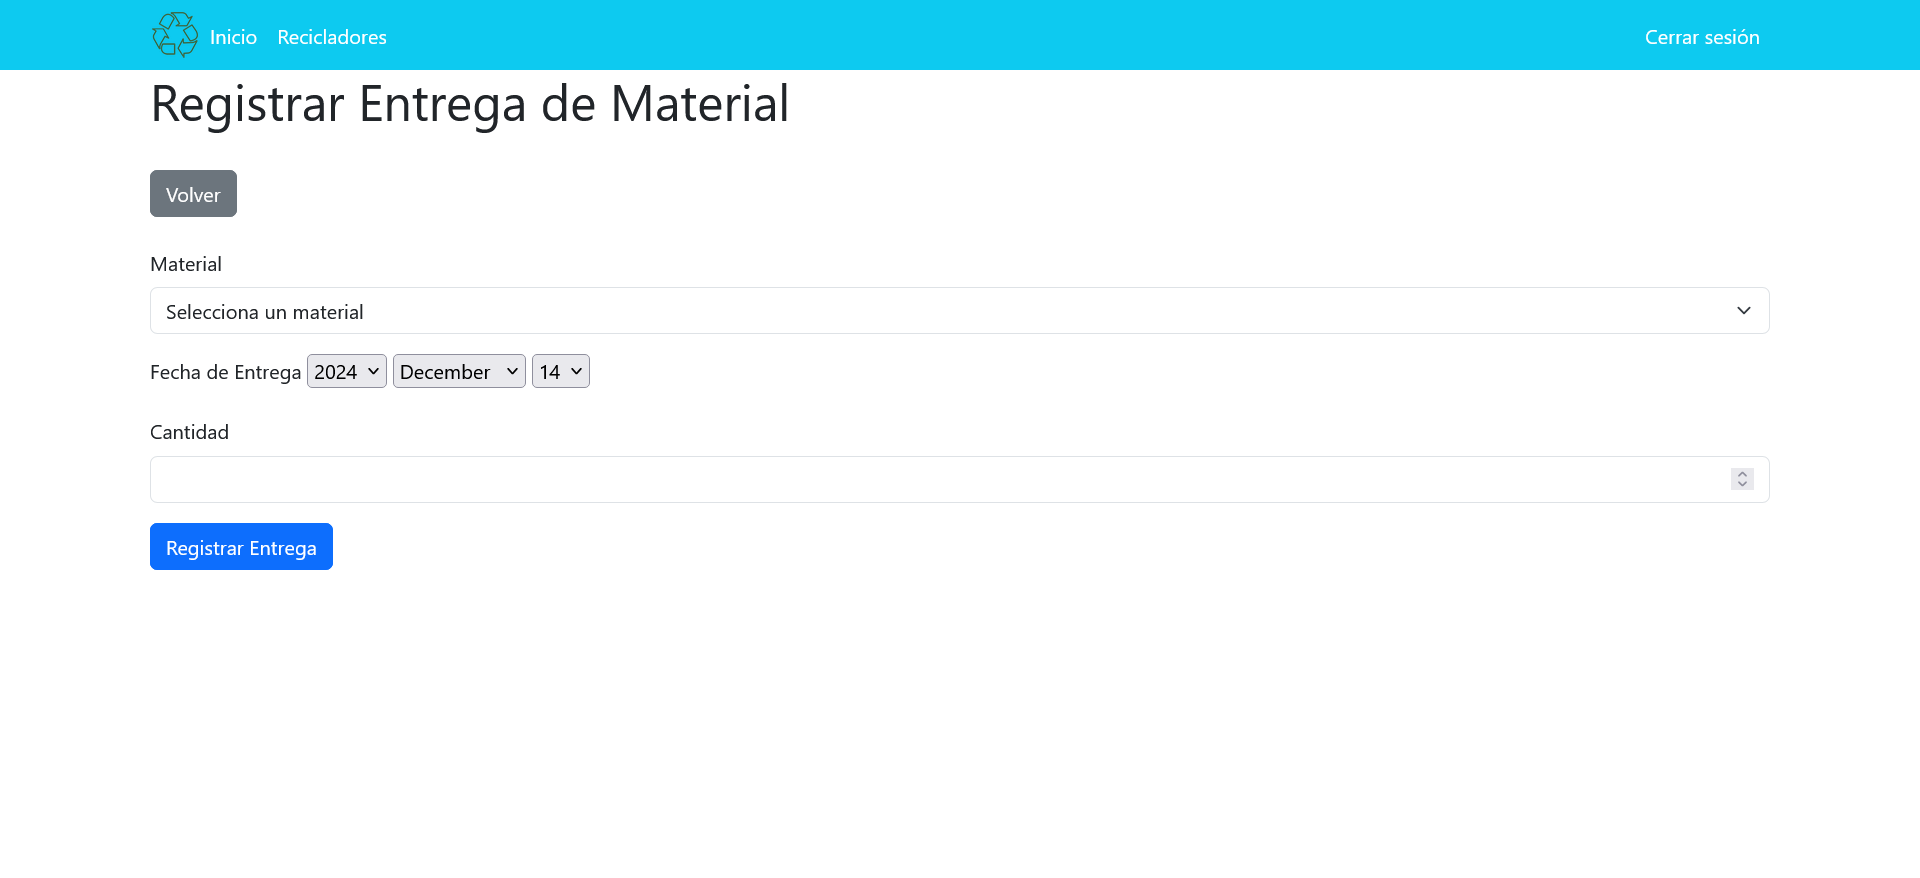 Inicio Recicladores Cerrar sesión
Registrar Entrega de Material
Volver
Material
Selecciona un material
Fecha de Entrega 2024 December 14
Cantidad
Registrar Entrega